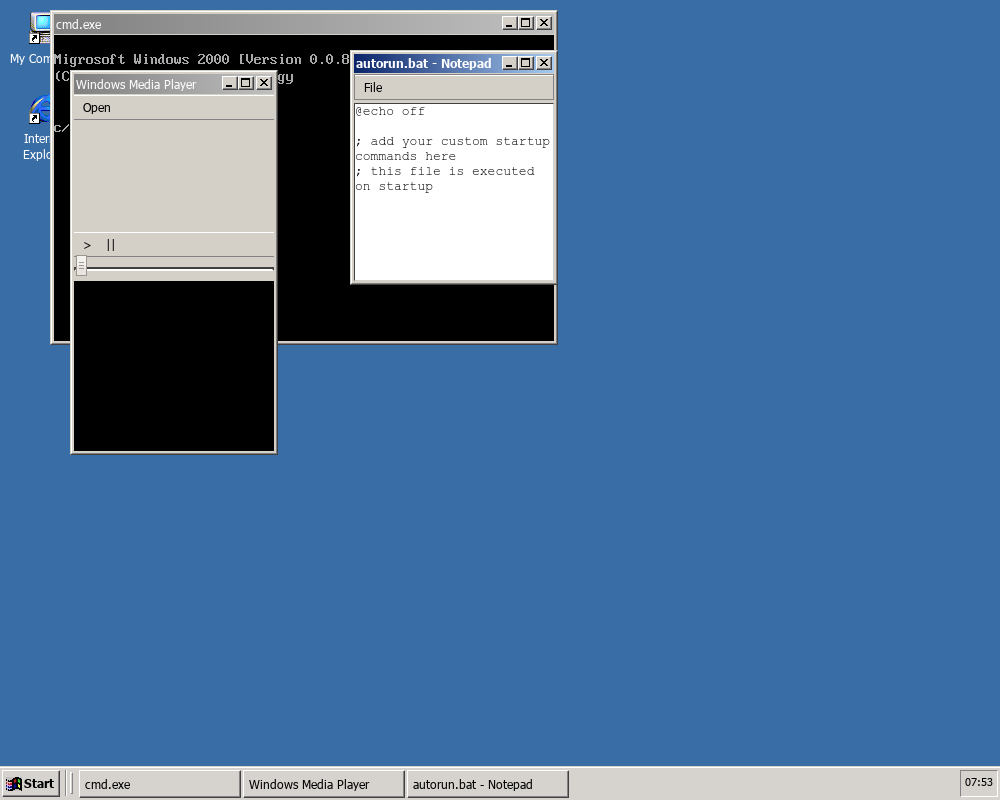 cmd.exe
Migrosoft Windows 2000 [Version 0.0.8
(C
gy
c/
My Com
Inter
Explo
Windows Media Player
Open
> ||
autorun.bat - Notepad
File
@echo off
; add your custom startup
commands here
; this file is executed
on startup
Start
cmd.exe
Windows Media Player
autorun.bat - Notepad
07:53